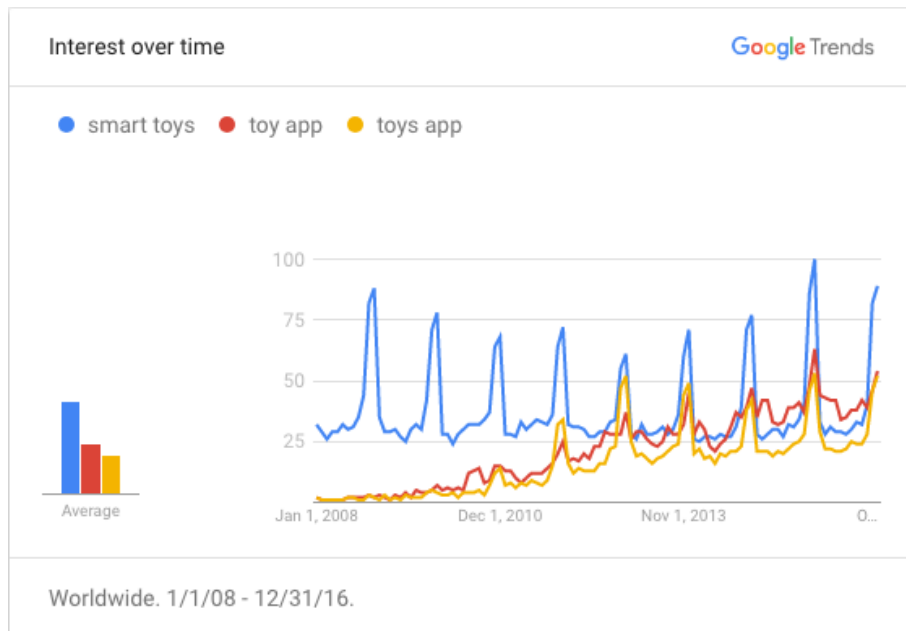 Interest over time
Google Trends
smart toys toy app toys app
100
75
50
25
Average
Jan 1, 2008 Dec 1, 2010 Nov 1, 2013 O...
Worldwide. 1/1/08 - 12/31/16.